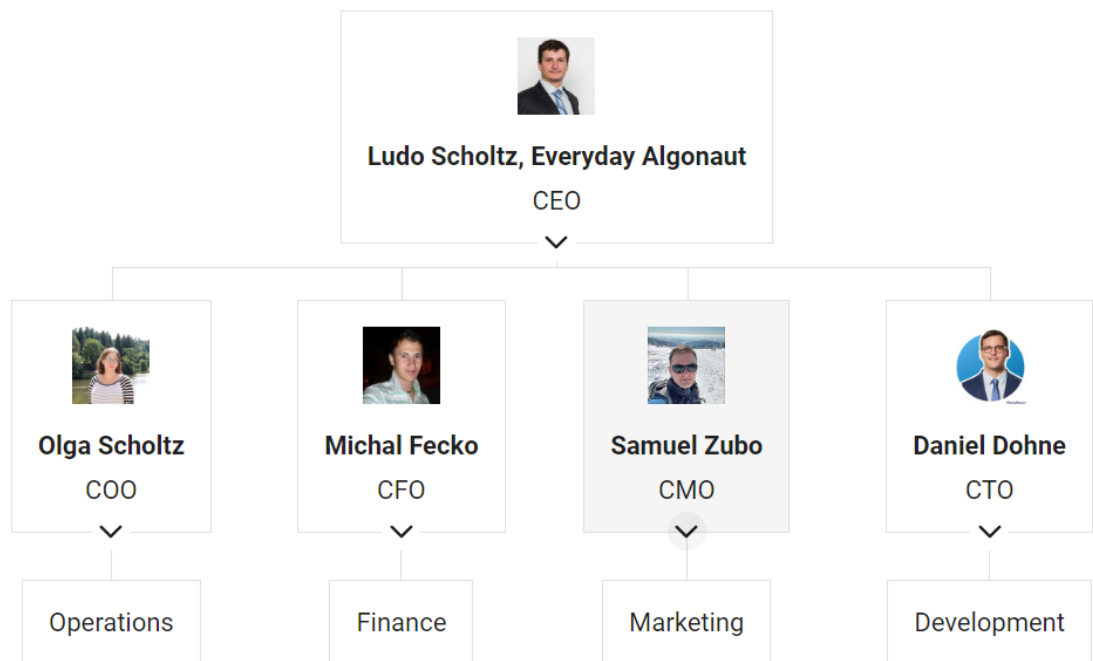 Ludo Scholtz, Everyday Algonaut
CEO
Olga Scholtz
COO
Michal Fecko
CFO
Samuel Zubo
CMO
Daniel Dohne
CTO
Operations
Finance
Marketing
Development